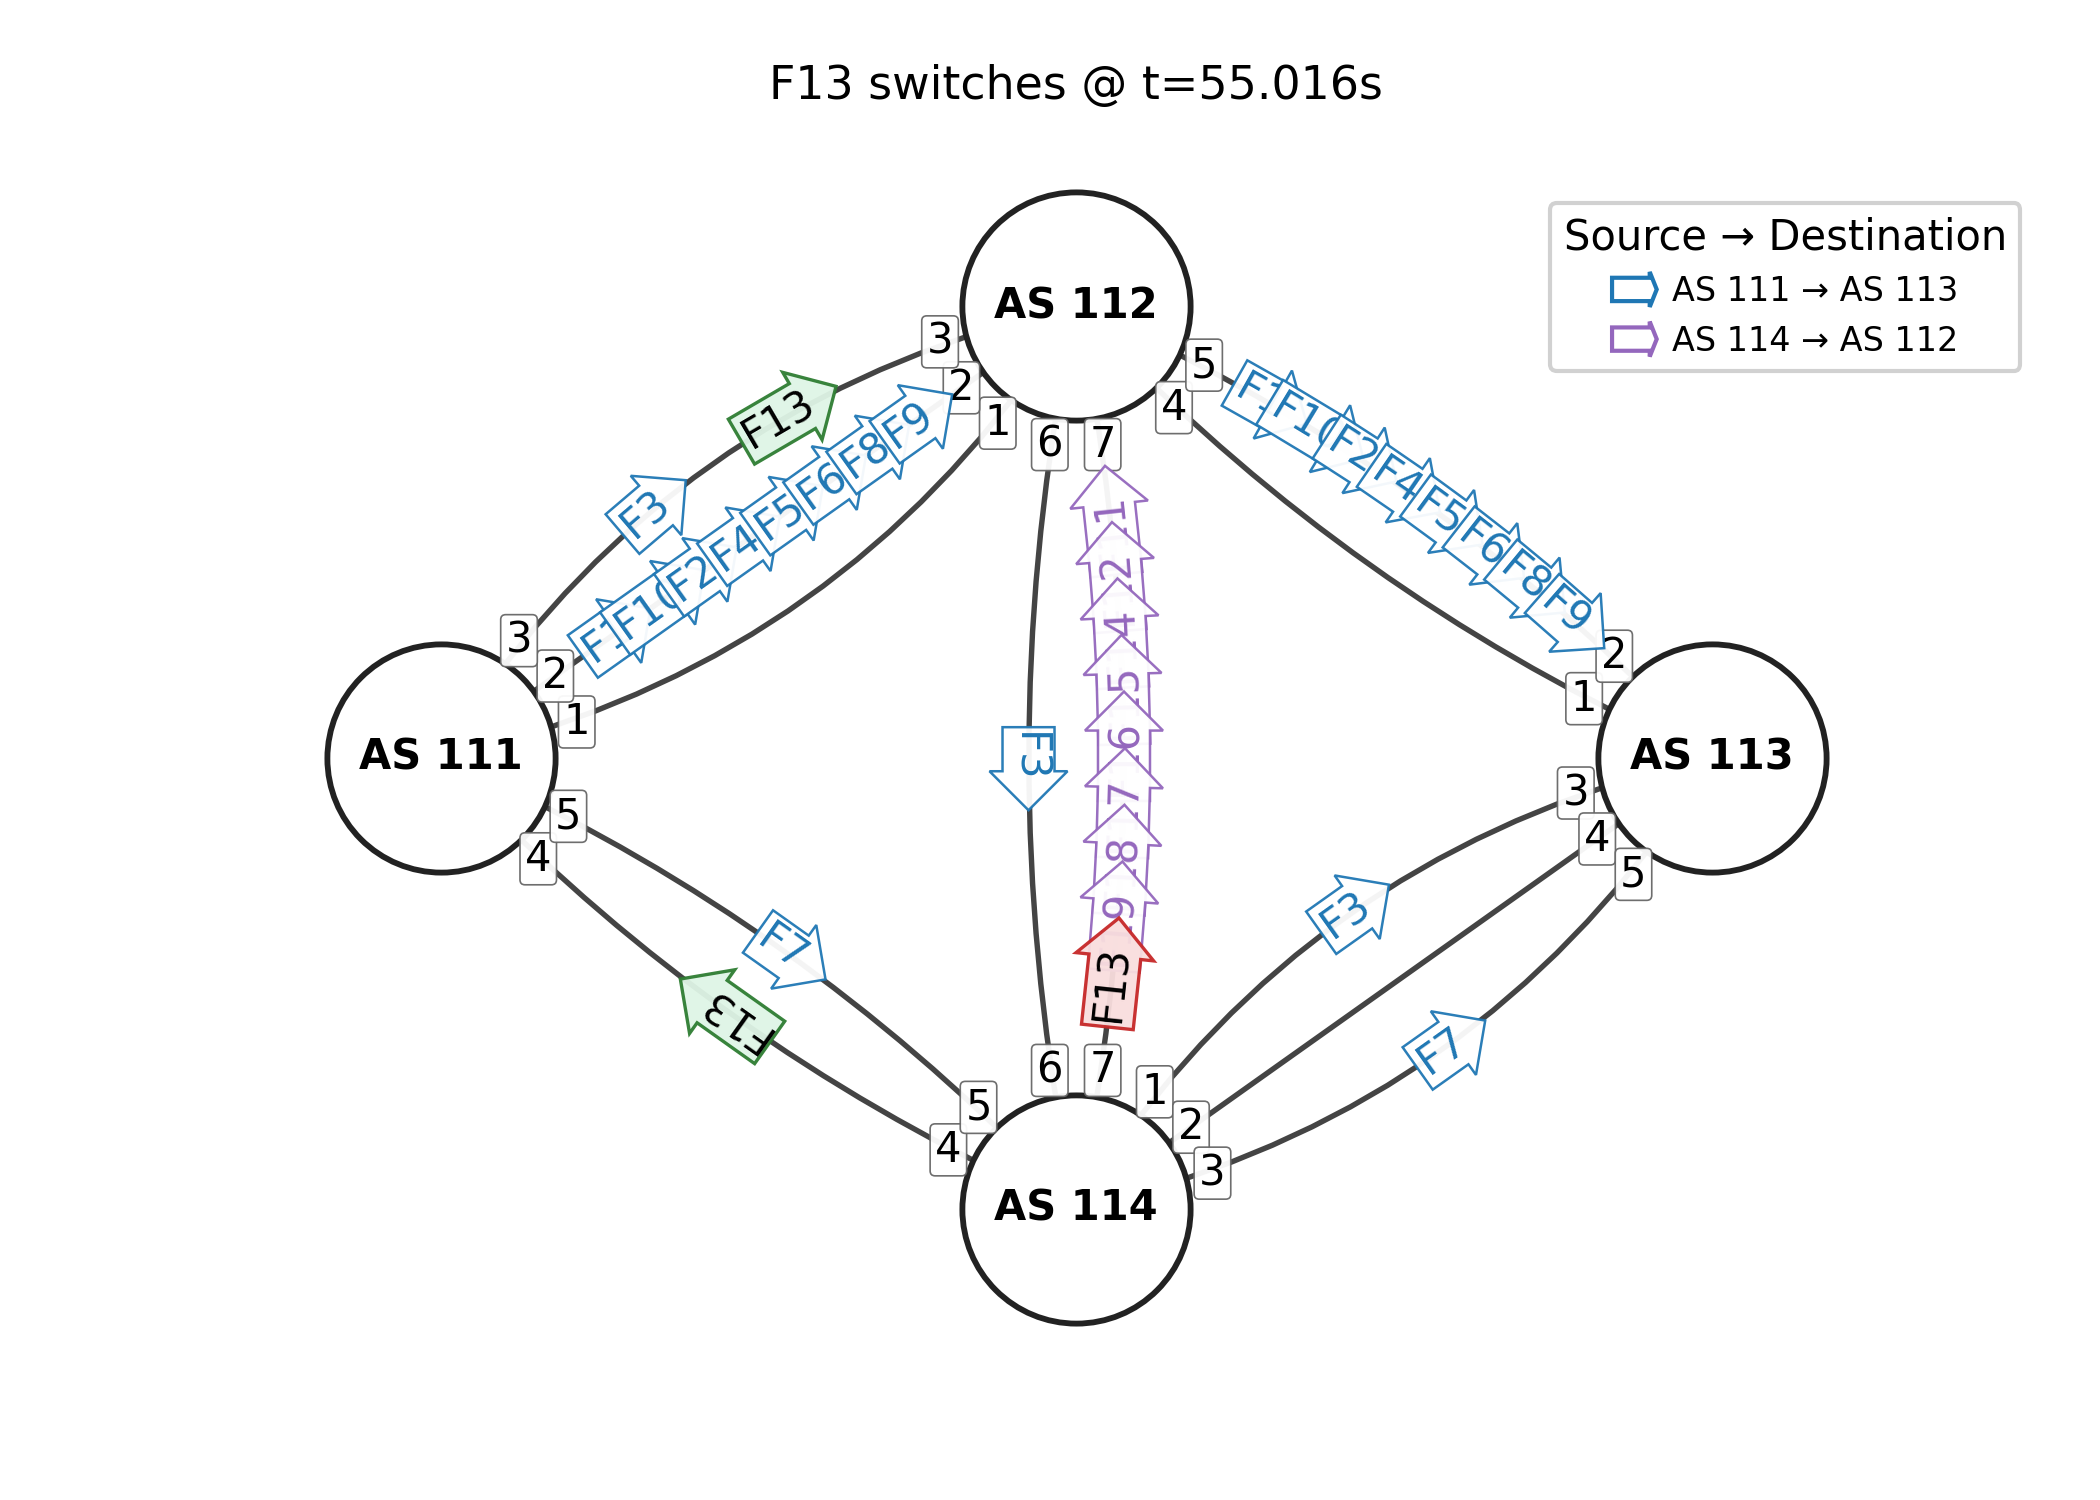 F13 switches @ t=55.016s
Source → Destination
AS 111 → AS 113
AS 114 → AS 112
AS 112
3
2
1
6
7
4
5
F13
F3
F10
F2
F4
F5
F6
F8
F9
F10
F2
F4
F5
F6
F8
F9
3
2
1
AS 111
5
4
2
1
AS 113
3
4
5
1
2
4
5
6
7
8
9
F13
F3
F7
F13
F3
F7
6
7
5
4
1
2
3
AS 114